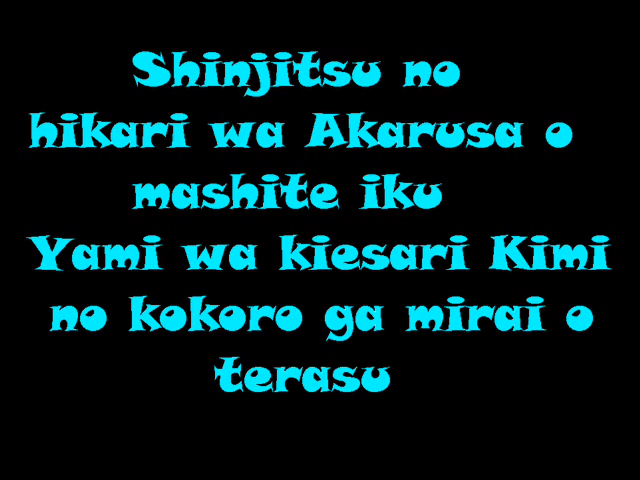 Shinjitsu no
hikari wa Akarusa o
mashite iku
Yami wa kiesari Kimi
no kokoro ga mirai o
terasu